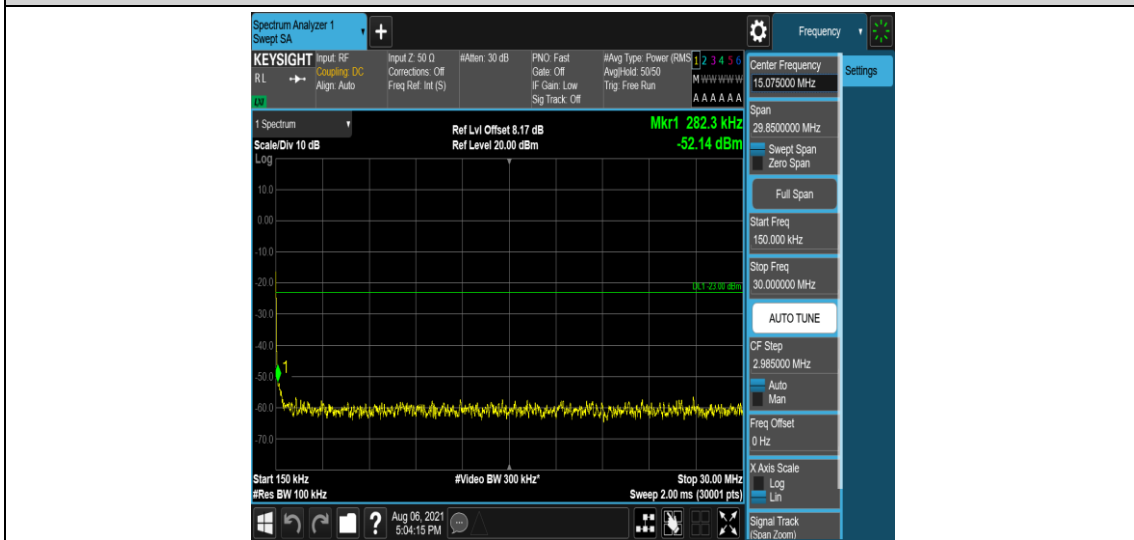 Spectrum Analyzer 1
Swept SA
+
Frequency
KEYSIGHT
RL
Input: RF
Coupling: DC
Align: Auto
Input Z: 50 Ω
Corrections: Off
Freq Ref: Int (S)
#Atten: 30 dB
PNO: Fast
Gate: Off
IF Gain: Low
Sig Track: Off
#Avg Type: Power (RMS
Avg|Hold: 50/50
Trig: Free Run
1 2 3 4 5 6
M W W W W W
A A A A A A
1 Spectrum
Scale/Div 10 dB
Log
Ref Lvl Offset 8.17 dB
Ref Level 20.00 dBm
Mkr1 282.3 kHz
-52.14 dBm
10.0
0.00
-10.0
-20.0
-30.0
-40.0
-50.0
-60.0
-70.0
DL1 -23.00 dBm
1
Start 150 kHz
#Res BW 100 kHz
#Video BW 300 kHz*
Stop 30.00 MHz
Sweep 2.00 ms (30001 pts)
Center Frequency
15.075000 MHz
Settings
Span
29.8500000 MHz
Swept Span
Zero Span
Full Span
Start Freq
150.000 kHz
Stop Freq
30.000000 MHz
AUTO TUNE
CF Step
2.985000 MHz
Auto
Man
Freq Offset
0 Hz
X Axis Scale
Log
Lin
Signal Track
(Span Zoom)
?
Aug 06, 2021
5:04:15 PM